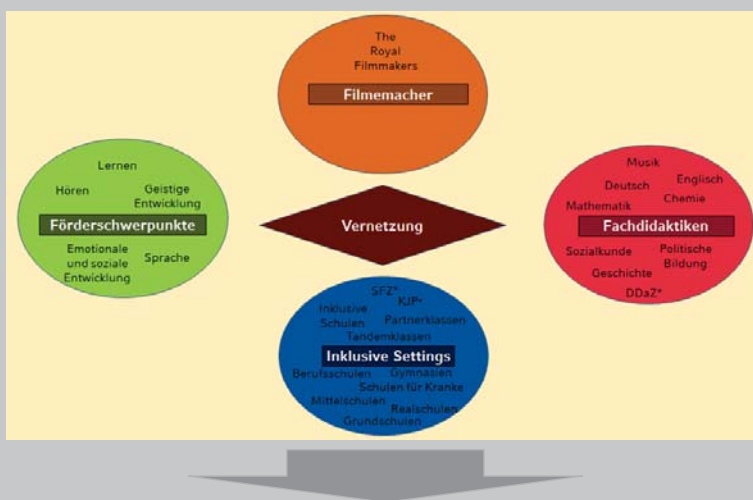 The
Royal
Filmmakers
Filmemacher
Lernen
Hören
Geistige
Entwicklung
Förderschwerpunkte
Emotionale
und soziale
Entwicklung
Sprache
Vernetzung
Musik
Deutsch
Englisch
Mathematik
Chemie
Fachdidaktiken
Sozialkunde
Politische
Bildung
Geschichte
DDaZ*
SFZ*
KJP*
Inklusive
Schulen
Partnerklassen
Tandemklassen
Inklusive Settings
Berufsschulen
Gymnasien
Schulen für Kranke
Mittelschulen
Realschulen
Grundschulen